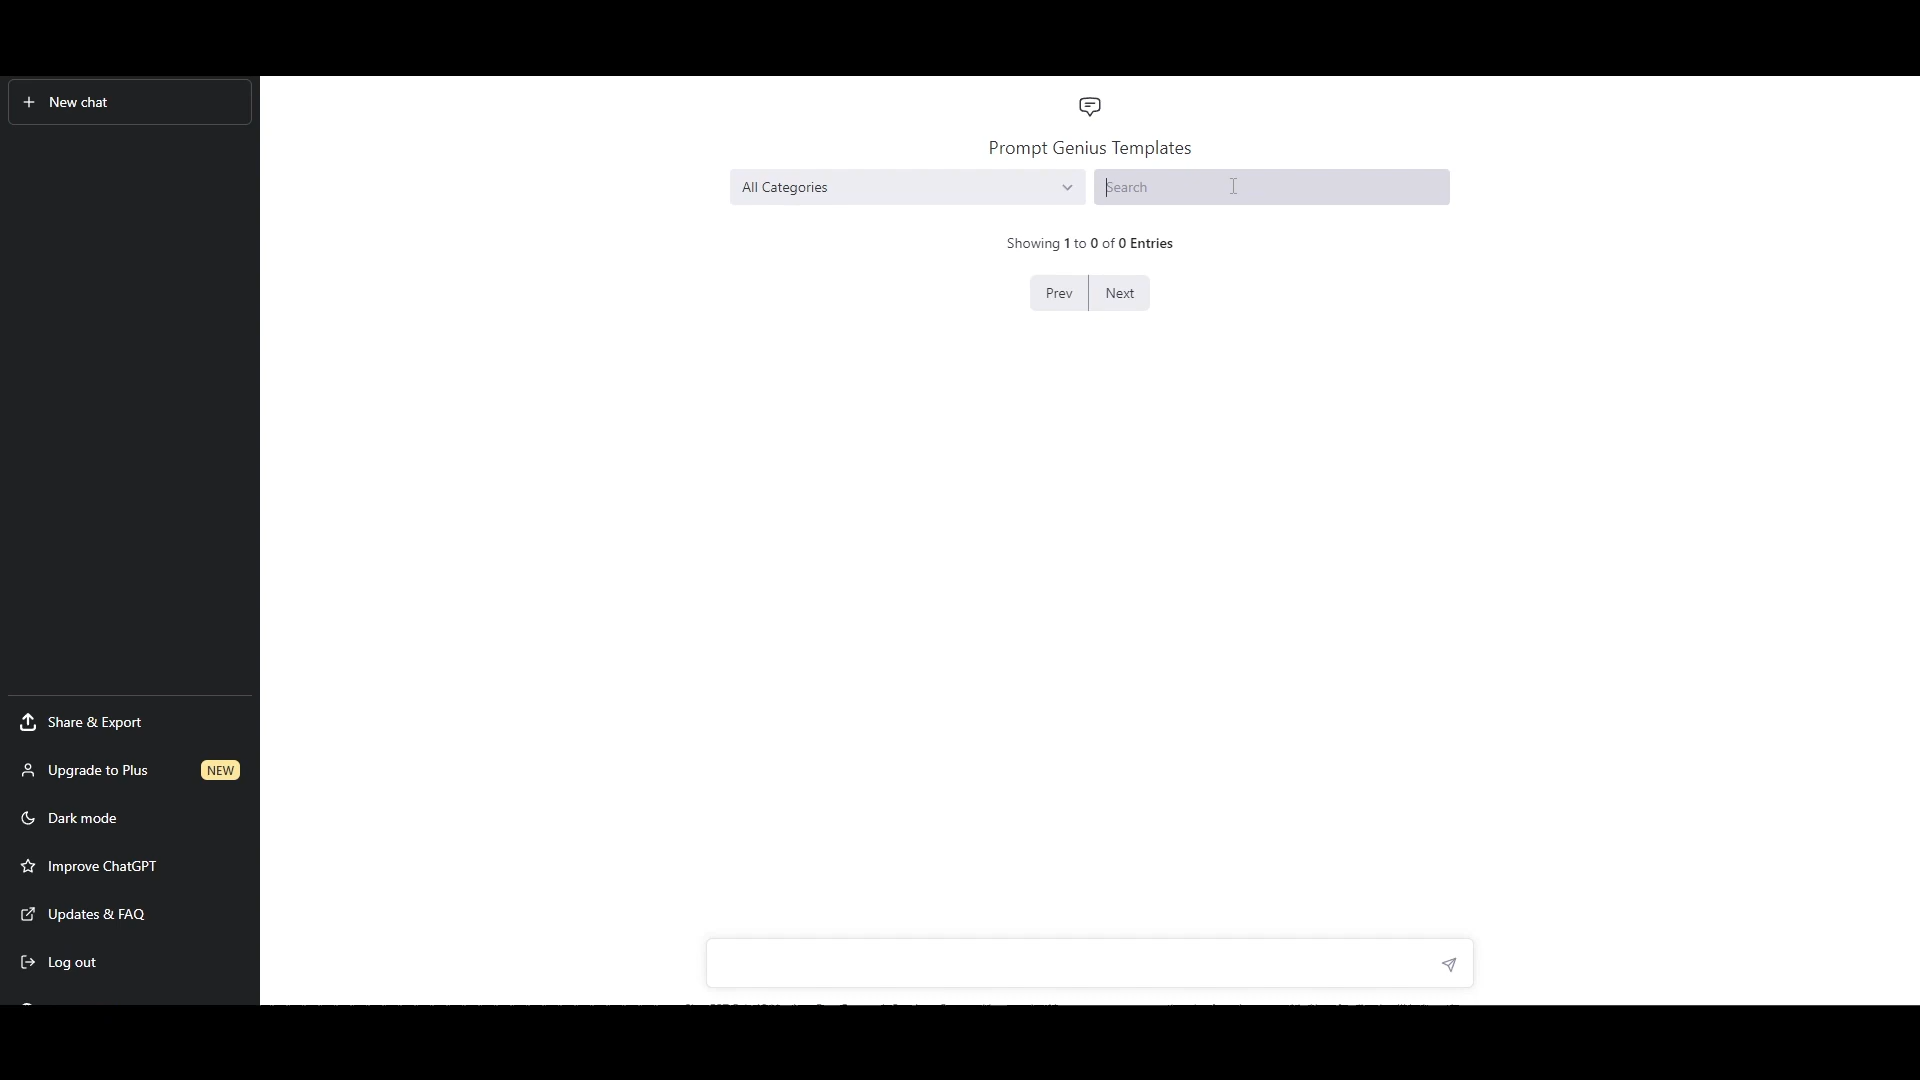 New chat
Prompt Genius Templates
All Categories
Search
Showing 1 to 0 of 0 Entries
Prev
Next
Share & Export
Upgrade to Plus
NEW
Dark mode
Improve ChatGPT
Updates & FAQ
Log out